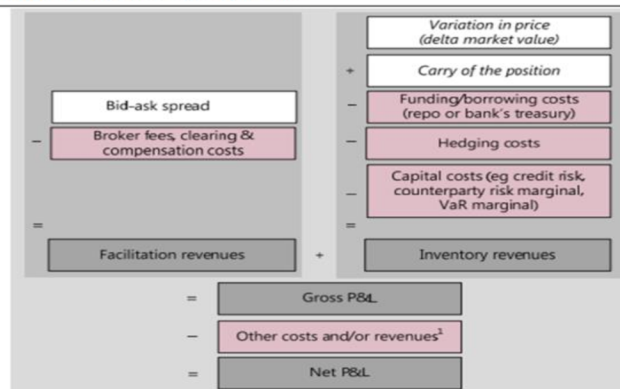 Variation in price
(delta market value)
+ Carry of the position
Bid-ask spread
− Funding/borrowing costs
(repo or bank's treasury)
− Broker fees, clearing &
compensation costs
− Hedging costs
− Capital costs (eg credit risk,
counterparty risk marginal,
VaR marginal)
= =
Facilitation revenues + Inventory revenues
= Gross P&L
− Other costs and/or revenues¹
= Net P&L